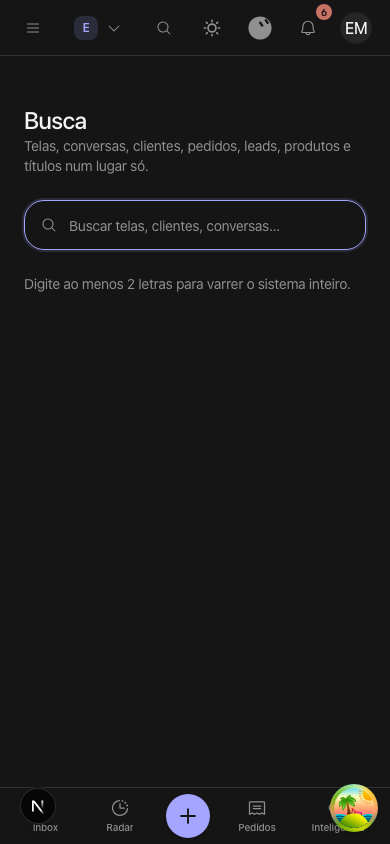 E
6
EM
Busca
Telas, conversas, clientes, pedidos, leads, produtos e
títulos num lugar só.
Buscar telas, clientes, conversas...
Digite ao menos 2 letras para varrer o sistema inteiro.
N
Inbox
Radar
Pedidos